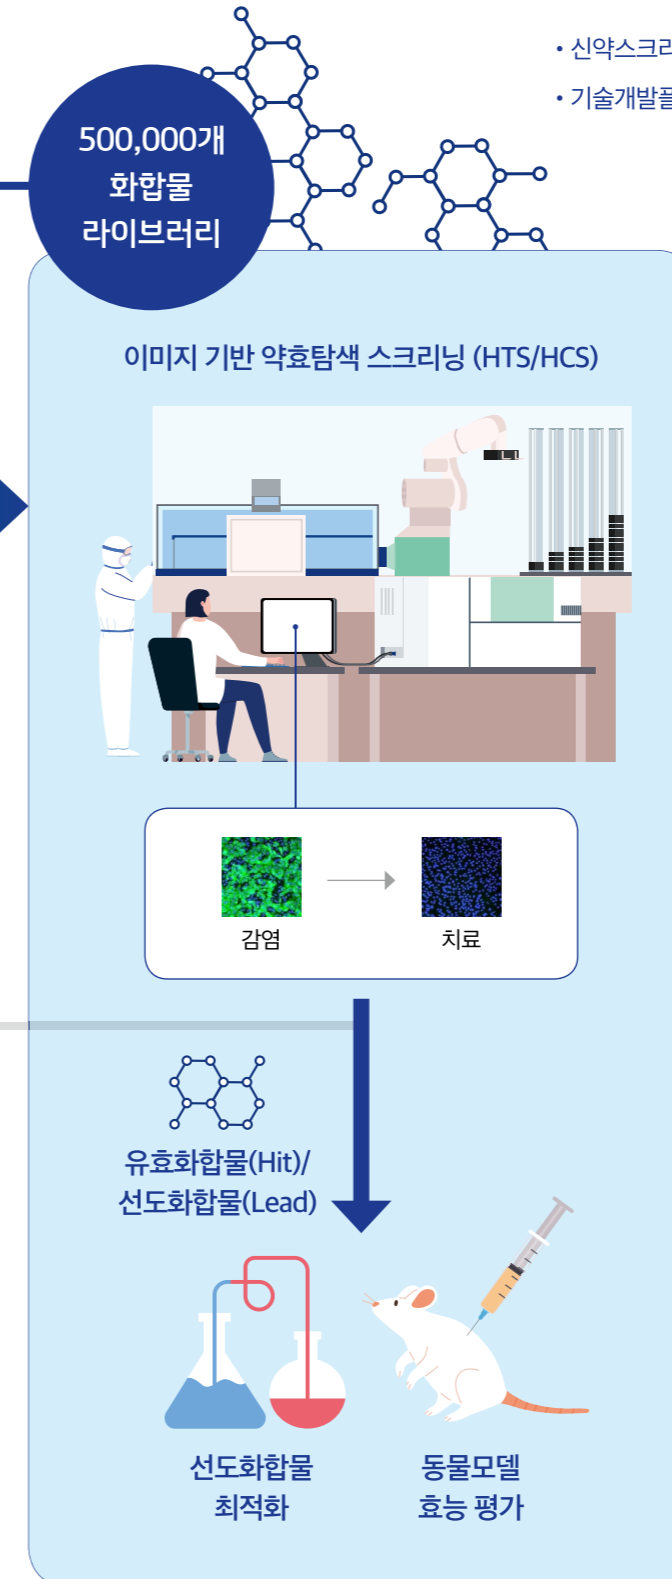 • 신약스크리
• 기술개발플
500,000개
화합물
라이브러리
이미지 기반 약효탐색 스크리닝 (HTS/HCS)
감염
치료
유효화합물(Hit)/
선도화합물(Lead)
선도화합물
최적화
동물모델
효능 평가